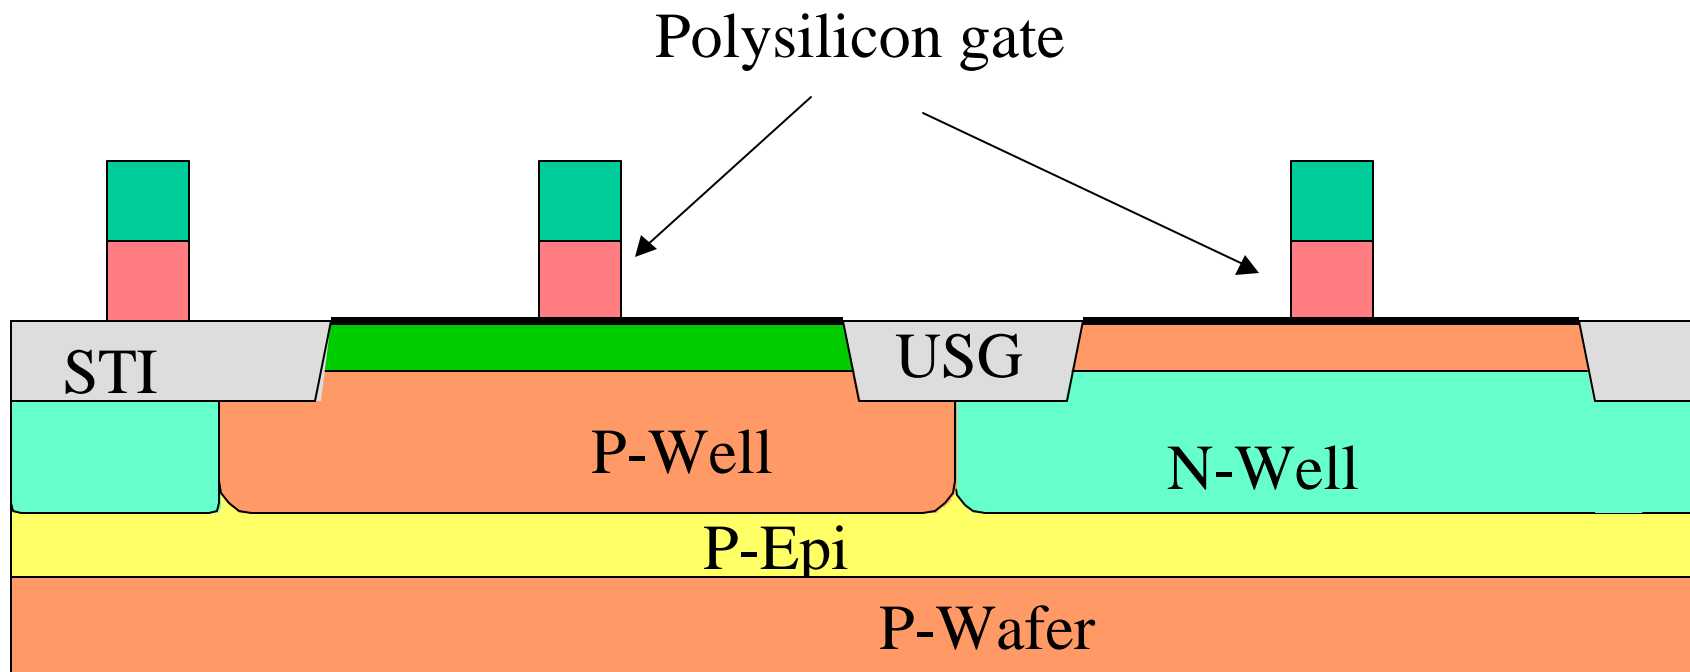 Polysilicon gate
STI
USG
P-Well
N-Well
P-Epi
P-Wafer